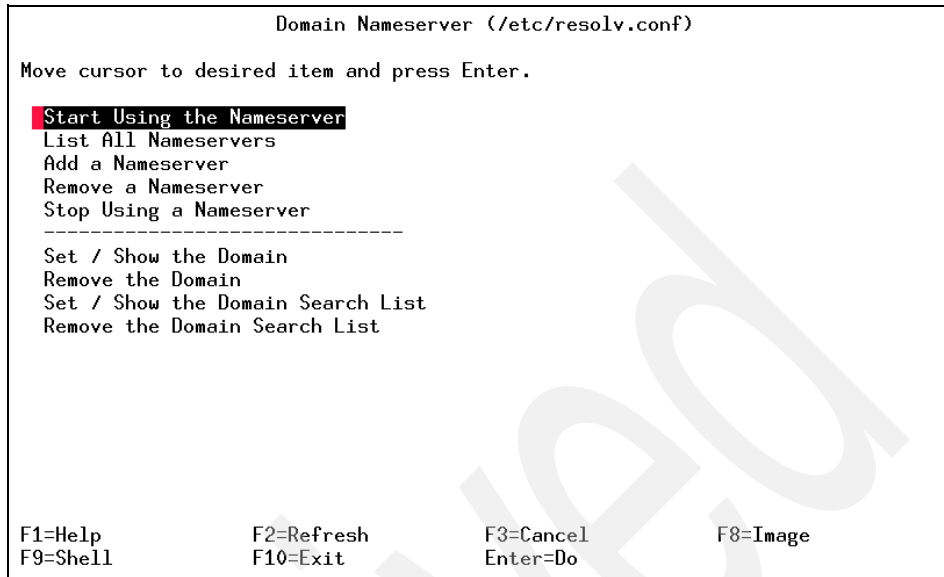 Domain Nameserver (/etc/resolv.conf)
Move cursor to desired item and press Enter.
Start Using the Nameserver
List All Nameservers
Add a Nameserver
Remove a Nameserver
Stop Using a Nameserver
-------------------------------
Set / Show the Domain
Remove the Domain
Set / Show the Domain Search List
Remove the Domain Search List
F1=Help F2=Refresh F3=Cancel F8=Image
F9=Shell F10=Exit Enter=Do